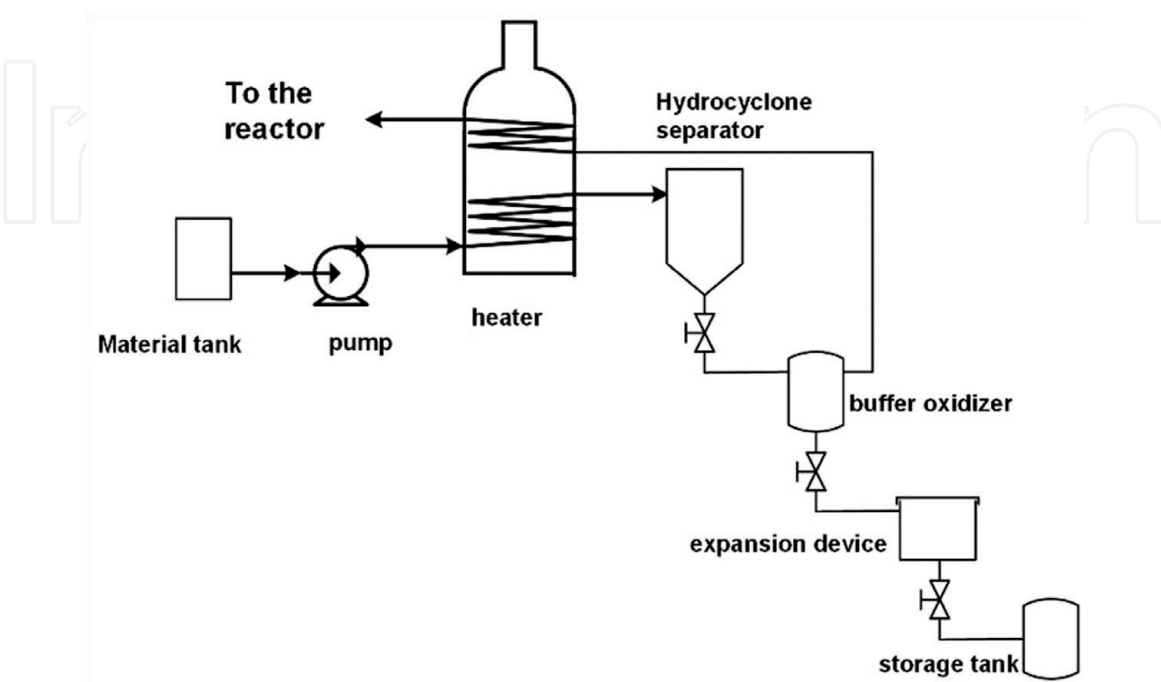 To the
reactor
Hydrocyclone
separator
Material tank
pump
heater
buffer oxidizer
expansion device
storage tank